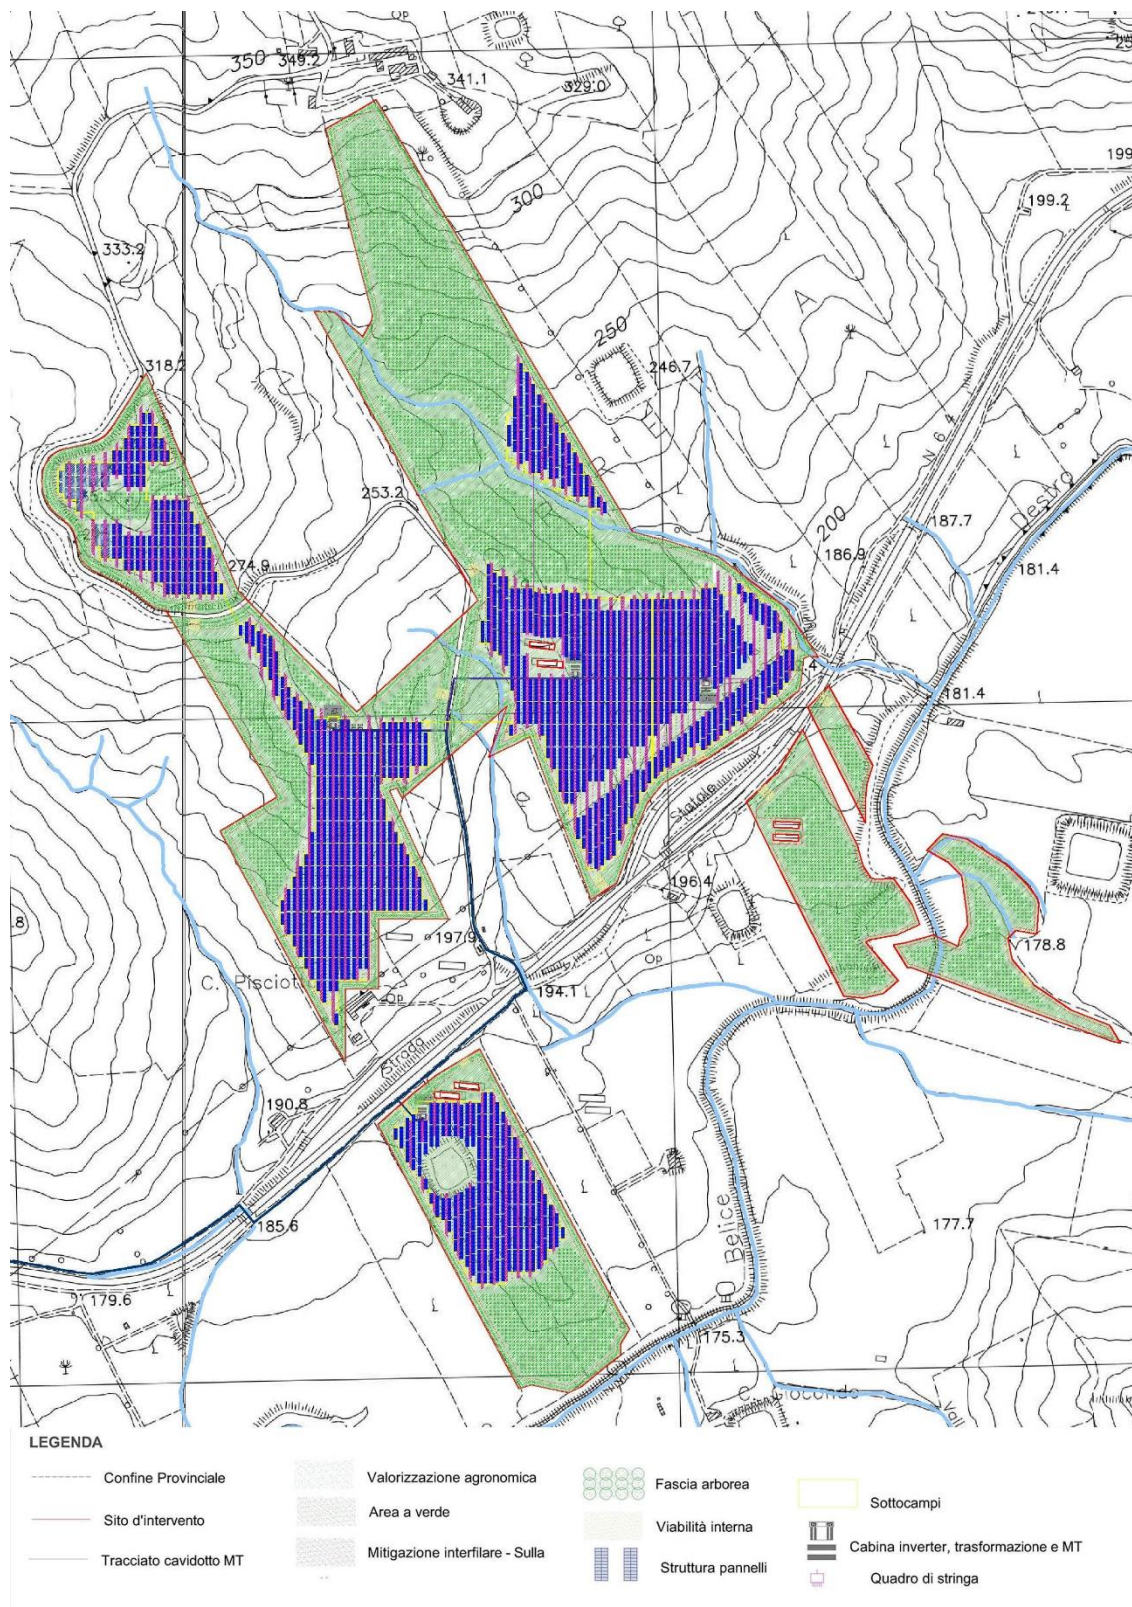 Op
350
349.2
341.1
329.0
199.2
300
333.2
A
250
246.7
318.2
N 64
Destro
253.2
200
187.7
186.9
181.4
274.9
T
181.4
Statale
196.4
197.9
178.8
C. Pisciot
Op
194.1
Op
Strada
190.8
Belice
185.6
177.7
179.6
175.3
C. Giocondo
LEGENDA
Confine Provinciale
Sito d'intervento
Tracciato cavidotto MT
Valorizzazione agronomica
Area a verde
Mitigazione interfilare - Sulla
Fascia arborea
Viabilità interna
Struttura pannelli
Sottocampi
Cabina inverter, trasformazione e MT
Quadro di stringa